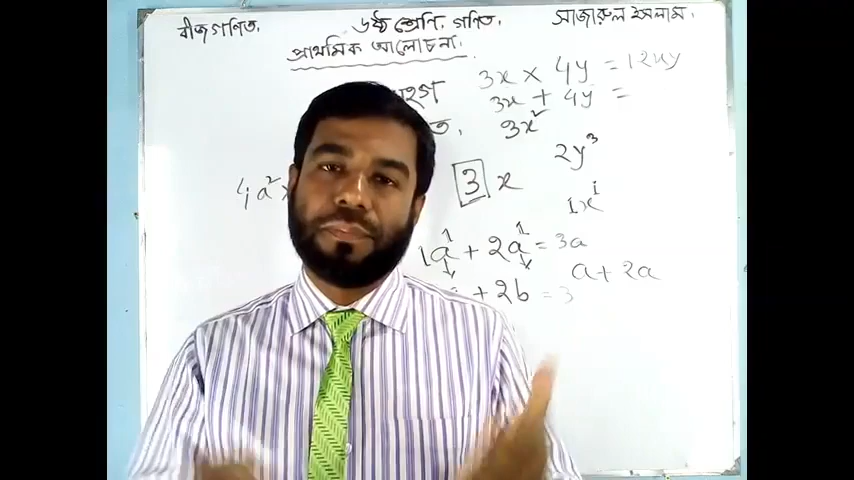 বীজগণিত. ৬ষ্ঠ শ্রেণি. গণিত. সাজারুল ইসলাম.
প্রাথমিক আলোচনা.
3x × 4y = 12xy
3x + 4y =
3x²
2y³
4a²
3 x
1x¹
1a¹ + 2a¹ = 3a
a + 2a
+ 2b = 3